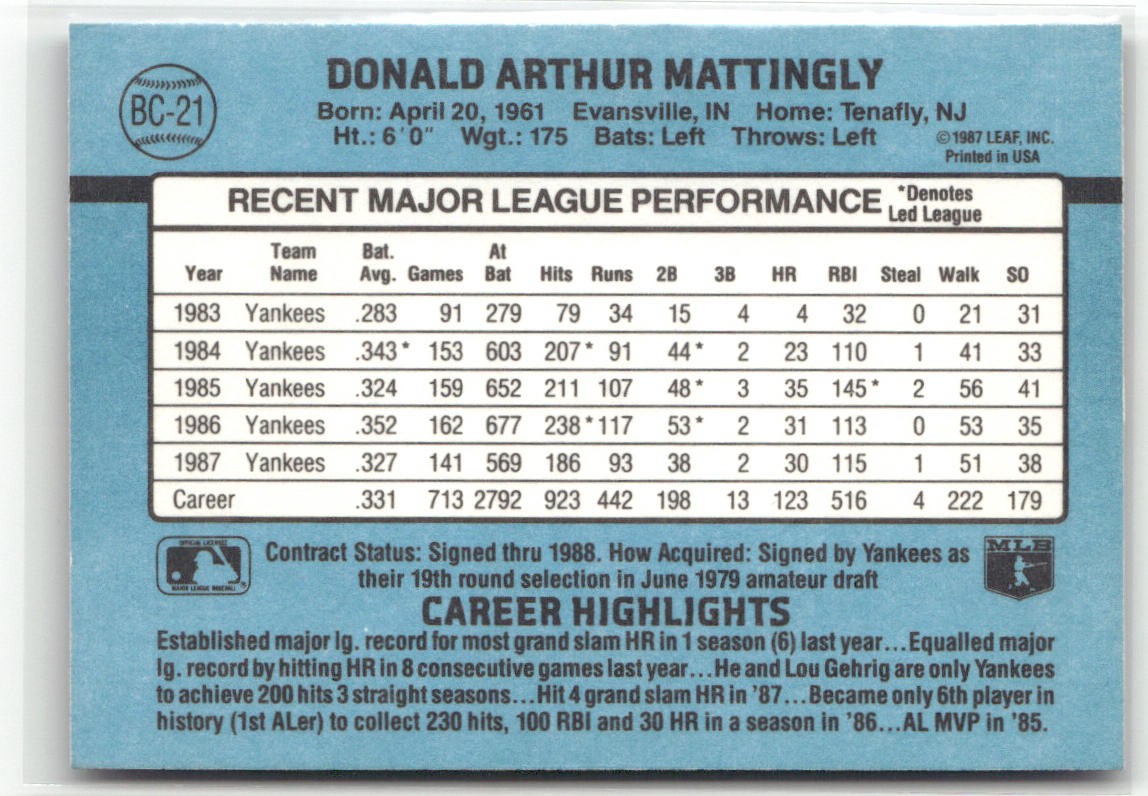 BC-21
DONALD ARTHUR MATTINGLY
Born: April 20, 1961 Evansville, IN Home: Tenafly, NJ
Ht.: 6'0" Wgt.: 175 Bats: Left Throws: Left
©1987 LEAF, INC.
Printed in USA
RECENT MAJOR LEAGUE PERFORMANCE *Denotes Led League
Year Team Name Bat. Avg. Games At Bat Hits Runs 2B 3B HR RBI Steal Walk SO
1983 Yankees .283 91 279 79 34 15 4 4 32 0 21 31
1984 Yankees .343* 153 603 207* 91 44* 2 23 110 1 41 33
1985 Yankees .324 159 652 211 107 48* 3 35 145* 2 56 41
1986 Yankees .352 162 677 238* 117 53* 2 31 113 0 53 35
1987 Yankees .327 141 569 186 93 38 2 30 115 1 51 38
Career .331 713 2792 923 442 198 13 123 516 4 222 179
OFFICIAL LICENSEE
MAJOR LEAGUE BASEBALL
Contract Status: Signed thru 1988. How Acquired: Signed by Yankees as
their 19th round selection in June 1979 amateur draft
MLB
CAREER HIGHLIGHTS
Established major lg. record for most grand slam HR in 1 season (6) last year...Equalled major
lg. record by hitting HR in 8 consecutive games last year...He and Lou Gehrig are only Yankees
to achieve 200 hits 3 straight seasons...Hit 4 grand slam HR in '87...Became only 6th player in
history (1st ALer) to collect 230 hits, 100 RBI and 30 HR in a season in '86...AL MVP in '85.